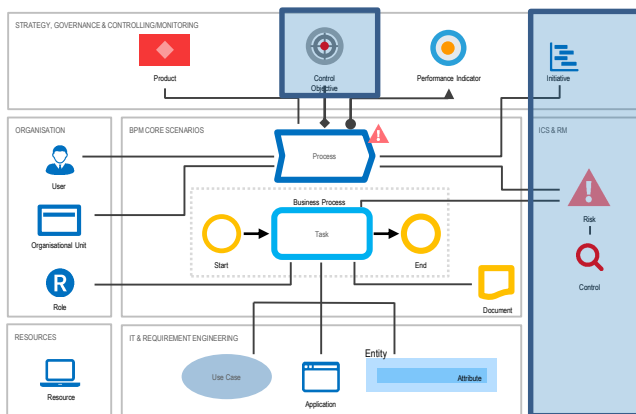 STRATEGY, GOVERNANCE & CONTROLLING/MONITORING
Product
Control
Objective
Performance Indicator
Initiative
ORGANISATION
BPM CORE SCENARIOS
ICS & RM
Process
User
Business Process
Task
Risk
Organisational Unit
Start
End
Control
R
Role
Document
RESOURCES
IT & REQUIREMENT ENGINEERING
Entity
Use Case
Attribute
Resource
Application